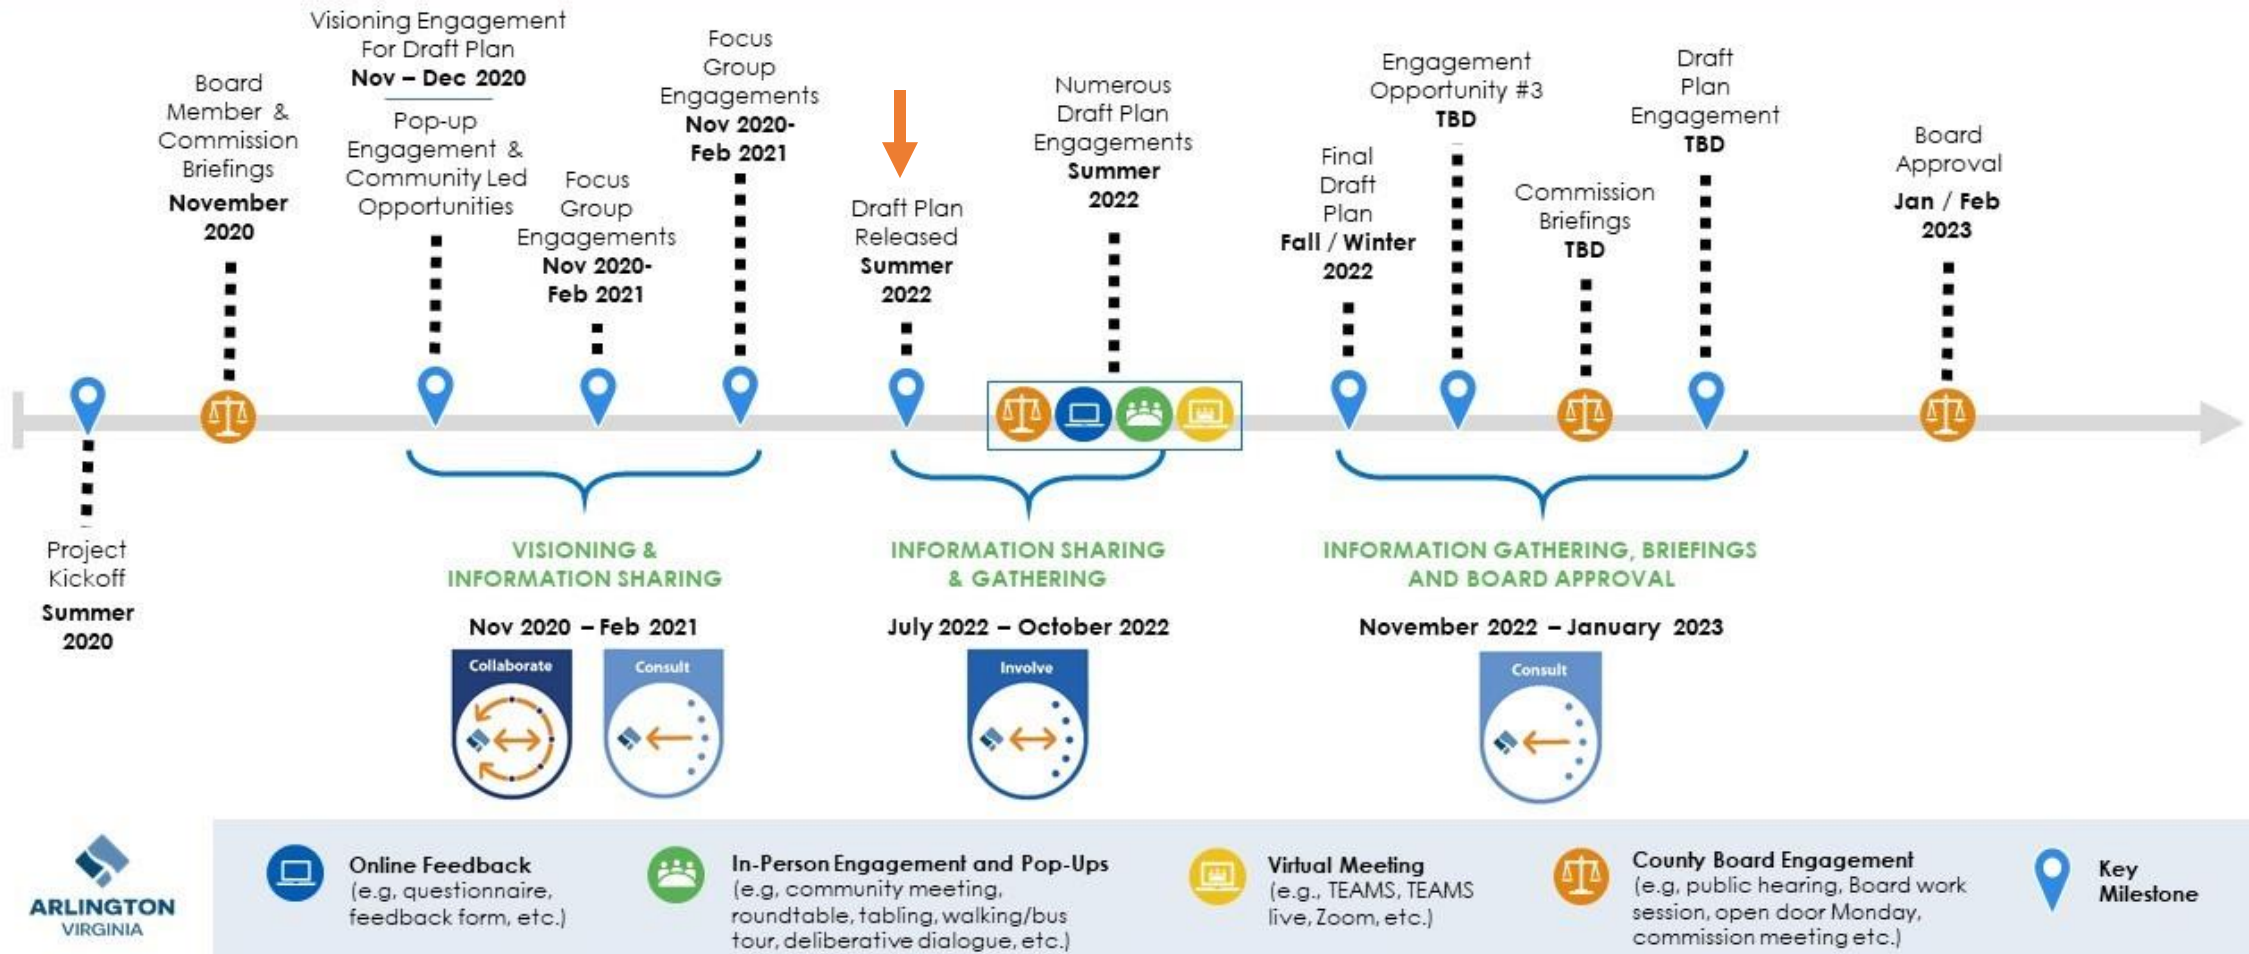 Board
Member &
Commission
Briefings
November
2020
Visioning Engagement
For Draft Plan
Nov – Dec 2020
Pop-up
Engagement &
Community Led
Opportunities
Focus
Group
Engagements
Nov 2020-
Feb 2021
Focus
Group
Engagements
Nov 2020-
Feb 2021
Draft Plan
Released
Summer
2022
Numerous
Draft Plan
Engagements
Summer
2022
Final
Draft
Plan
Fall / Winter
2022
Engagement
Opportunity #3
TBD
Commission
Briefings
TBD
Draft
Plan
Engagement
TBD
Board
Approval
Jan / Feb
2023
Project
Kickoff
Summer
2020
VISIONING &
INFORMATION SHARING
Nov 2020 – Feb 2021
Collaborate
Consult
INFORMATION SHARING
& GATHERING
July 2022 – October 2022
Involve
INFORMATION GATHERING, BRIEFINGS
AND BOARD APPROVAL
November 2022 – January 2023
Consult
ARLINGTON
VIRGINIA
Online Feedback
(e.g, questionnaire,
feedback form, etc.)
In-Person Engagement and Pop-Ups
(e.g, community meeting,
roundtable, tabling, walking/bus
tour, deliberative dialogue, etc.)
Virtual Meeting
(e.g., TEAMS, TEAMS
live, Zoom, etc.)
County Board Engagement
(e.g, public hearing, Board work
session, open door Monday,
commission meeting etc.)
Key
Milestone